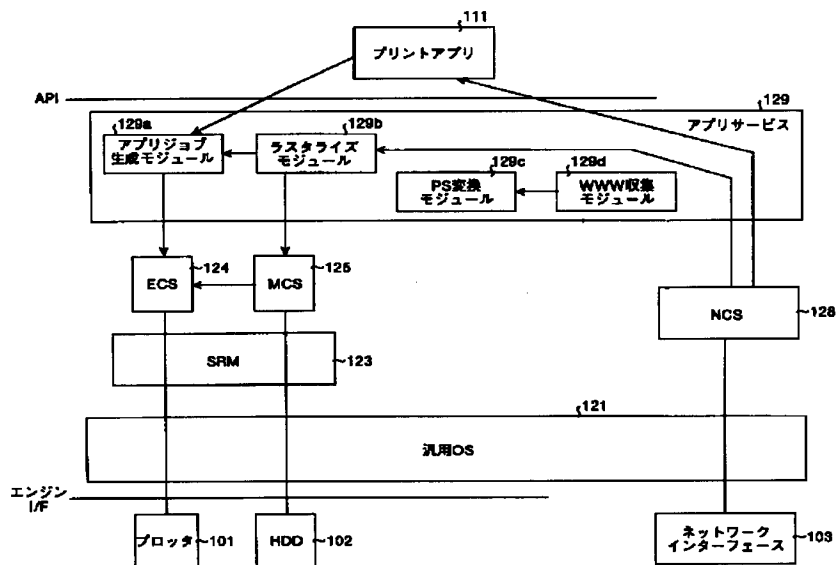 111
プリントアプリ
API
129
アプリサービス
129a
アプリジョブ
生成モジュール
129b
ラスタライズ
モジュール
129c
PS変換
モジュール
129d
WWW収集
モジュール
ECS
124
MCS
125
NCS
128
SRM
123
121
汎用OS
エンジン
I/F
プロッタ
101
HDD
102
ネットワーク
インターフェース
103